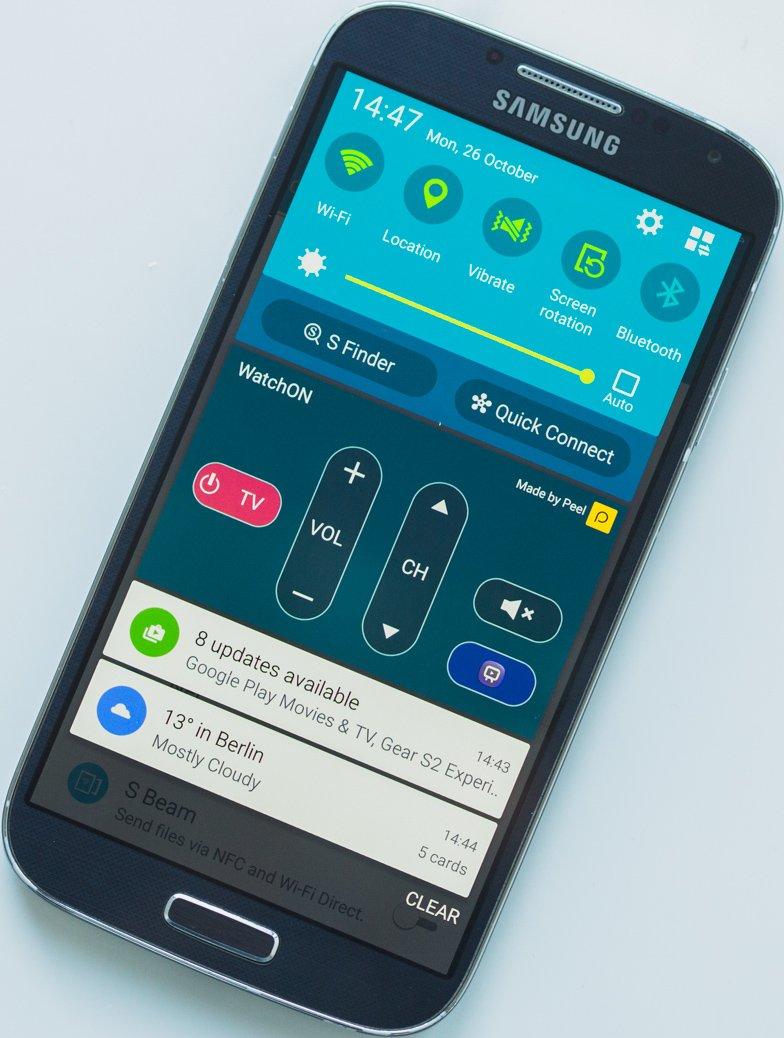 SAMSUNG
14:47 Mon, 26 October
Wi-Fi
Location
Vibrate
Screen
rotation
Bluetooth
Auto
S Finder
Quick Connect
WatchON
Made by Peel
TV
VOL
CH
8 updates available
Google Play Movies & TV, Gear S2 Experi..
14:43
13° in Berlin
Mostly Cloudy
14:44
5 cards
S Beam
Send files via NFC and Wi-Fi Direct.
CLEAR